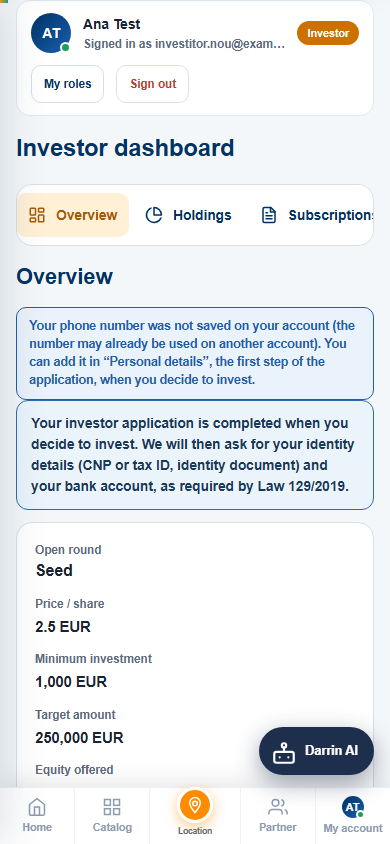 AT
Ana Test
Signed in as investitor.nou@exam…
Investor
My roles
Sign out
Investor dashboard
Overview
Holdings
Subscriptions
Overview
Your phone number was not saved on your account (the
number may already be used on another account). You
can add it in “Personal details”, the first step of the
application, when you decide to invest.
Your investor application is completed when you
decide to invest. We will then ask for your identity
details (CNP or tax ID, identity document) and
your bank account, as required by Law 129/2019.
Open round
Seed
Price / share
2.5 EUR
Minimum investment
1,000 EUR
Target amount
250,000 EUR
Equity offered
Darrin AI
Home
Catalog
Location
Partner
AT
My account